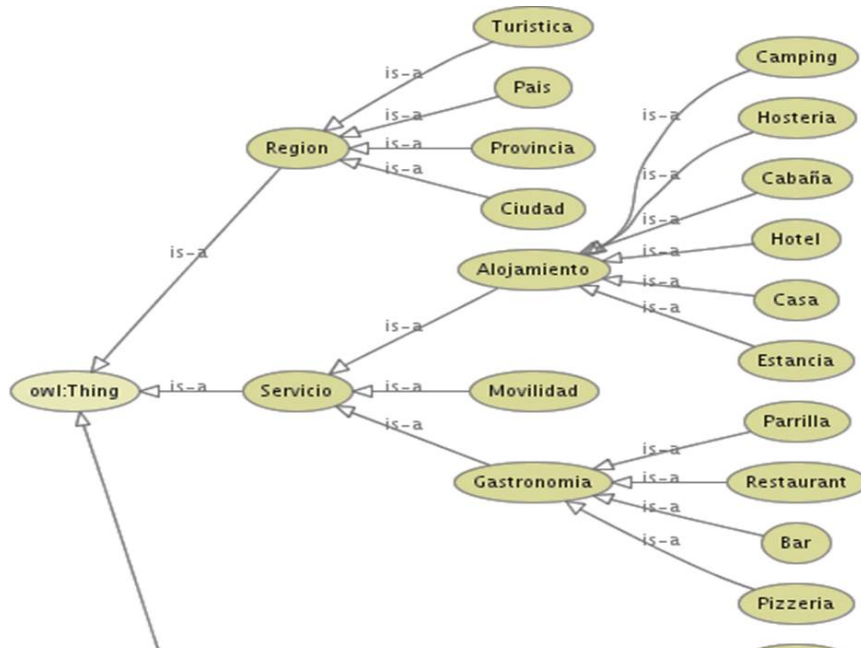 Turistica
Camping
is-a
Pais
is-a
is-a
Hosteria
Region
is-a
Provincia
is-a
is-a
Cabaña
Ciudad
is-a
is-a
Hotel
is-a
Alojamiento
is-a
Casa
is-a
is-a
Estancia
owl:Thing
is-a
Servicio
is-a
Movilidad
Parrilla
is-a
is-a
Gastronomia
is-a
Restaurant
is-a
is-a
Bar
Pizzeria